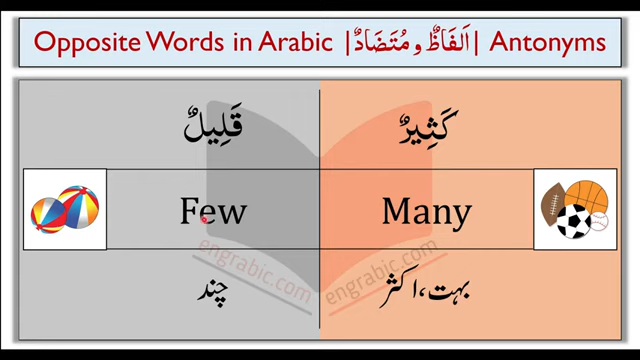 Opposite Words in Arabic |اَلفَاظٌ و مُتَضَادٌ| Antonyms
قَلِيلٌ كَثِيرٌ
Few Many
چند بہت، اکثر
engrabic.com engrabic.com